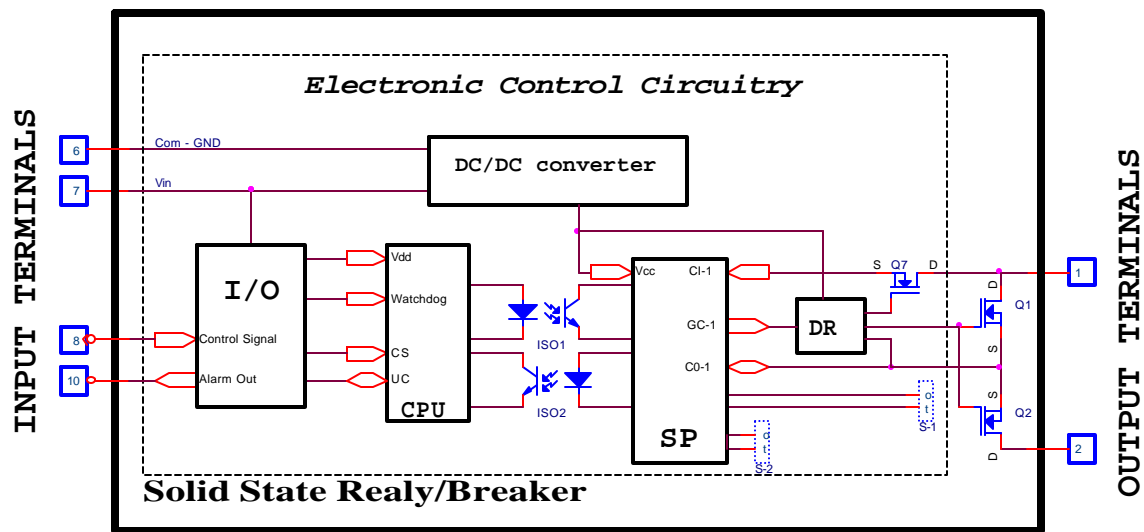 Electronic Control Circuitry
INPUT TERMINALS
OUTPUT TERMINALS
6
Com - GND
DC/DC converter
7
Vin
I/O
Vdd
Watchdog
Control Signal
CS
Alarm Out
UC
CPU
8
10
ISO1
ISO2
Vcc
CI-1
GC-1
C0-1
SP
DR
S
Q7
D
1
D
Q1
S
S
Q2
D
2
o
t
S-1
o
t
S-2
Solid State Realy/Breaker